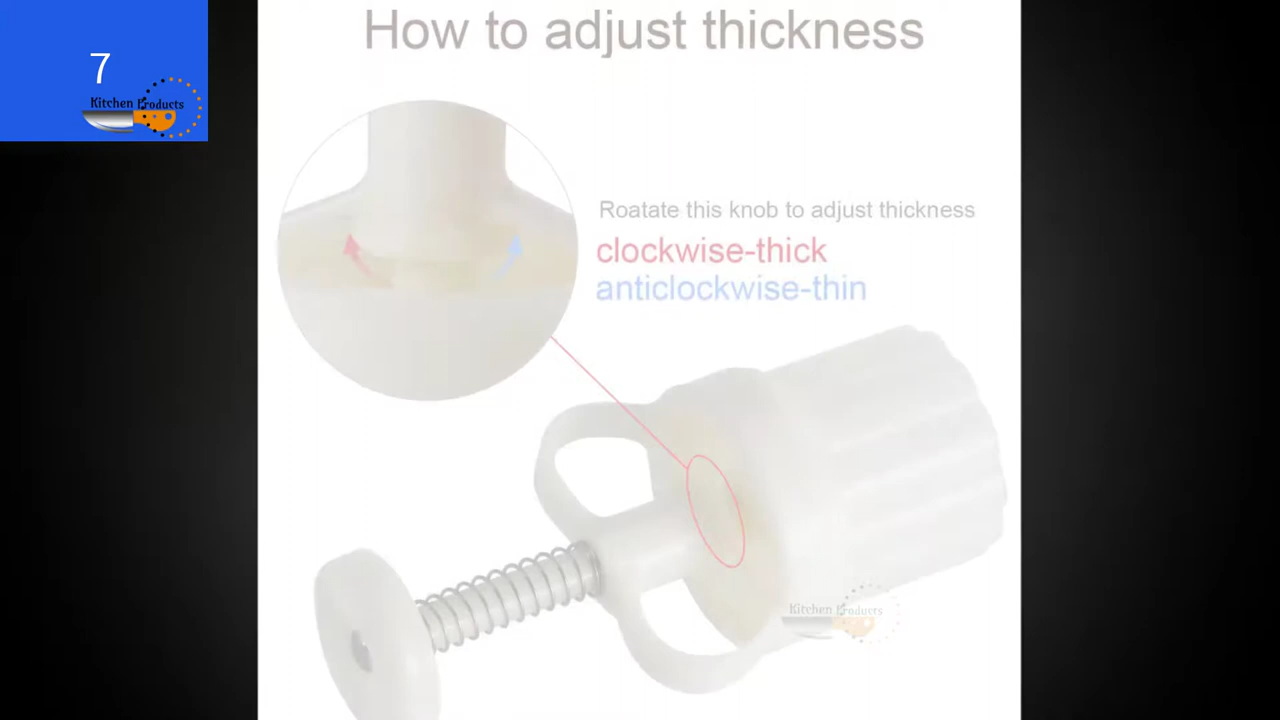 7
Kitchen Products
How to adjust thickness
Roatate this knob to adjust thickness
clockwise-thick
anticlockwise-thin
Kitchen Products